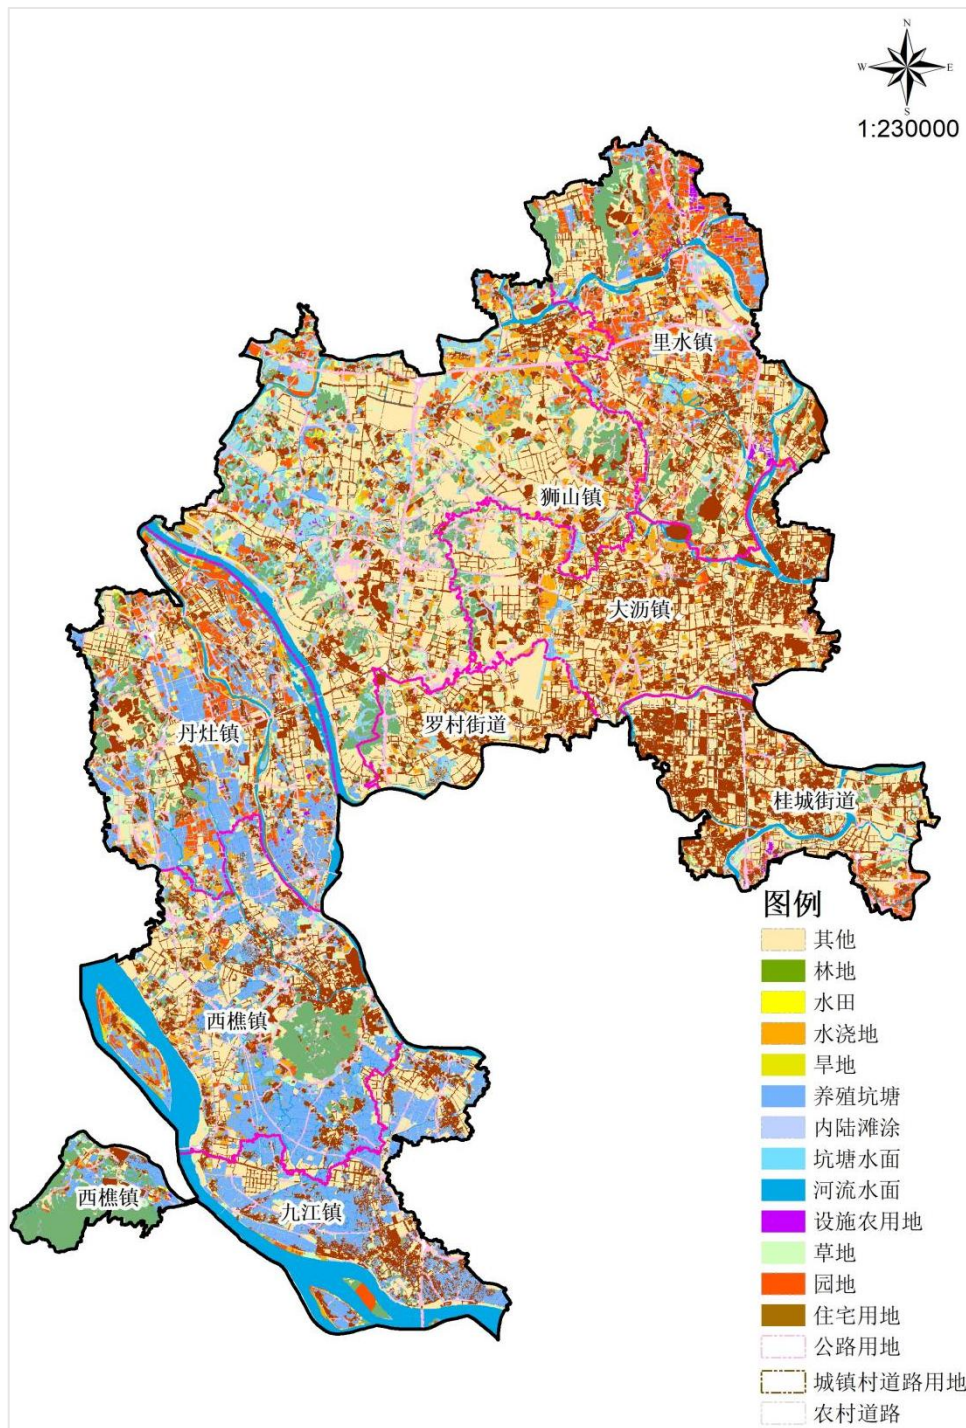 N
W E
S
1:230000
里水镇
狮山镇
大沥镇
罗村街道
丹灶镇
桂城街道
西樵镇
西樵镇
九江镇
图例
其他
林地
水田
水浇地
旱地
养殖坑塘
内陆滩涂
坑塘水面
河流水面
设施农用地
草地
园地
住宅用地
公路用地
城镇村道路用地
农村道路